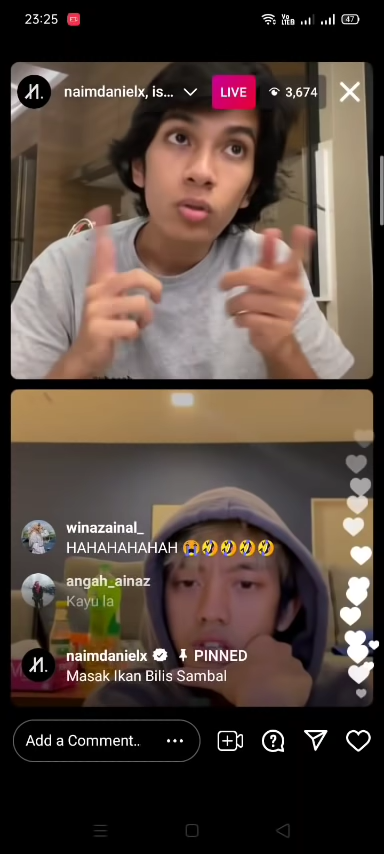 23:25
47
naimdanielx, is...
LIVE
3,674
winazainal_
HAHAHAHAHAH 😭🤣🤣🤣🤣
angah_ainaz
Kayu la
naimdanielx PINNED
Masak Ikan Bilis Sambal
Add a Comment..